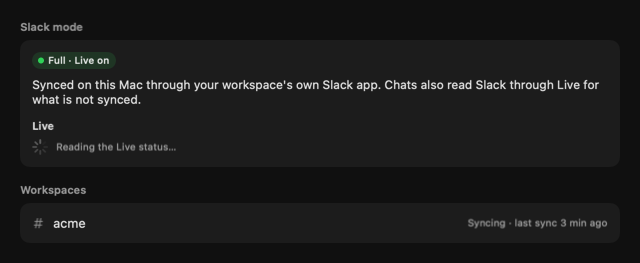 Slack mode
Full · Live on
Synced on this Mac through your workspace's own Slack app. Chats also read Slack through Live for
what is not synced.
Live
Reading the Live status...
Workspaces
# acme
Syncing · last sync 3 min ago